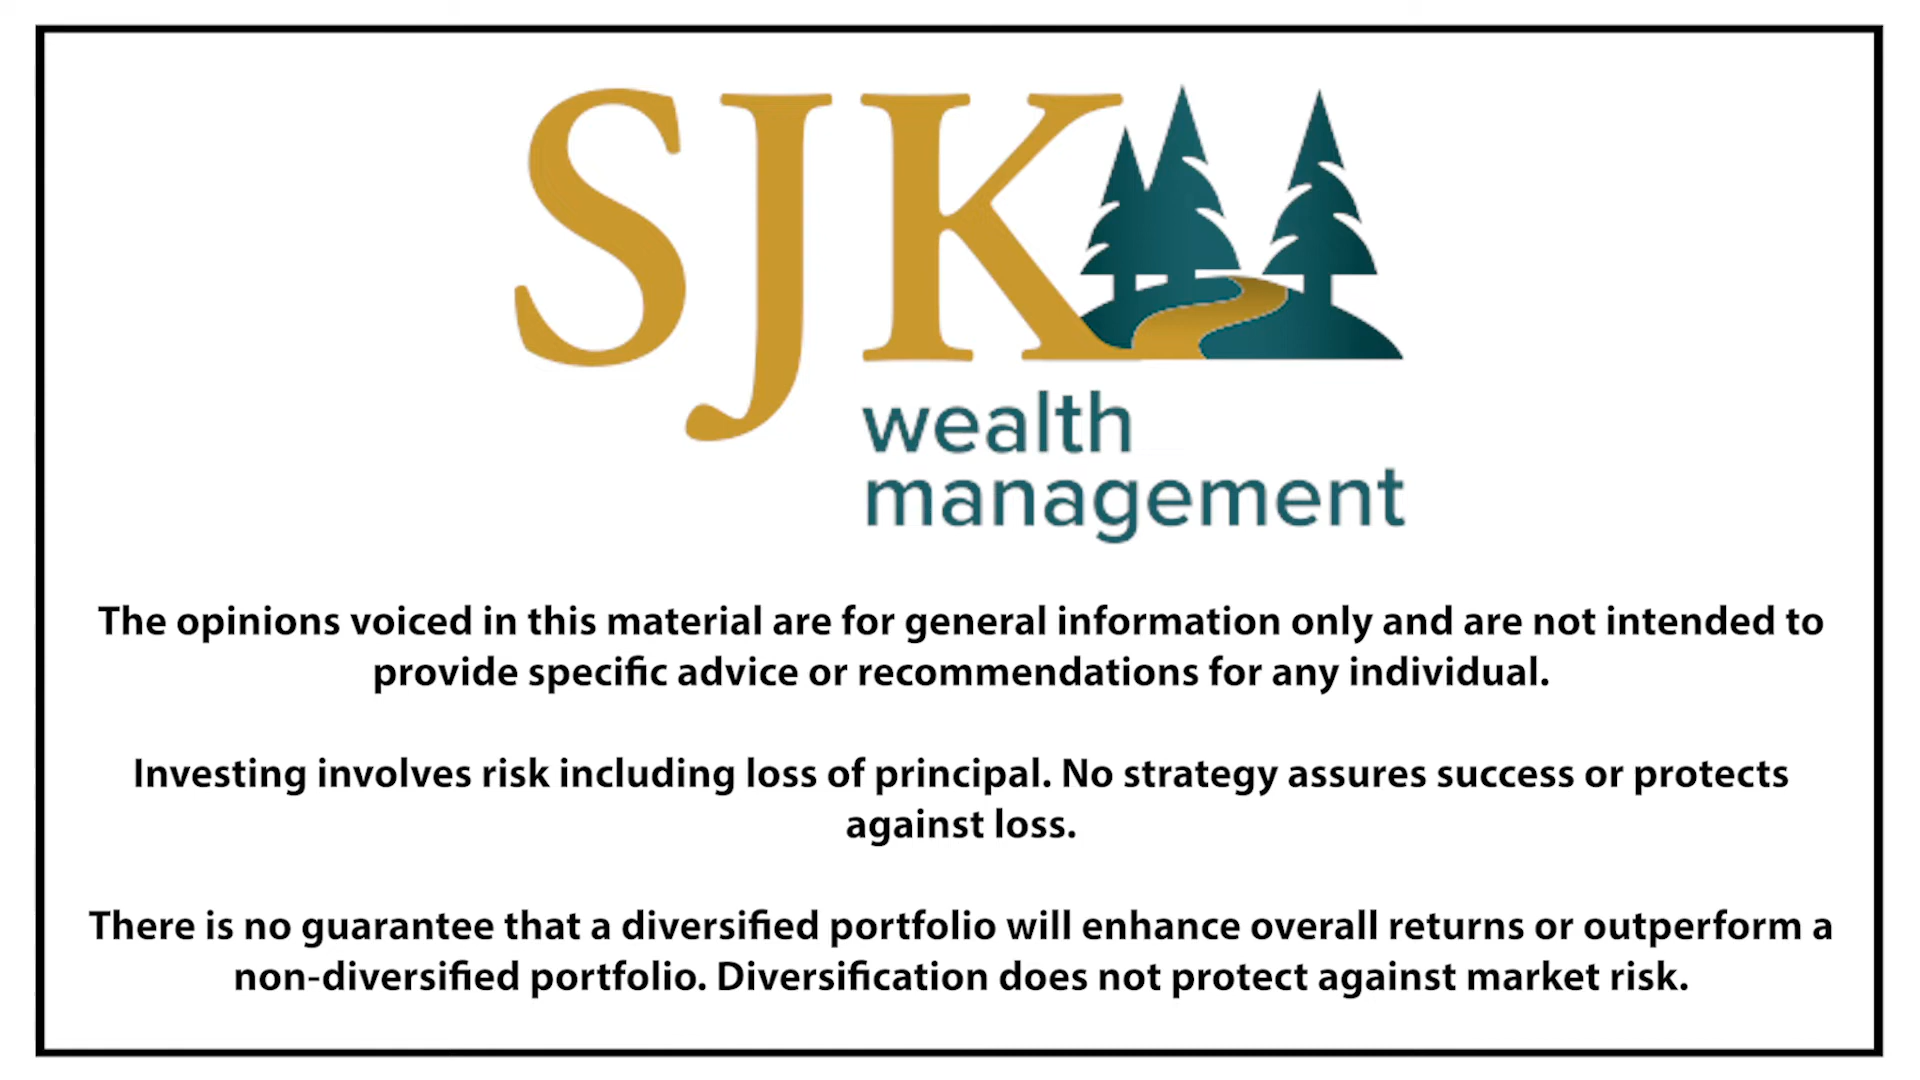 SJK
wealth
management
The opinions voiced in this material are for general information only and are not intended to
provide specific advice or recommendations for any individual.
Investing involves risk including loss of principal. No strategy assures success or protects
against loss.
There is no guarantee that a diversified portfolio will enhance overall returns or outperform a
non-diversified portfolio. Diversification does not protect against market risk.